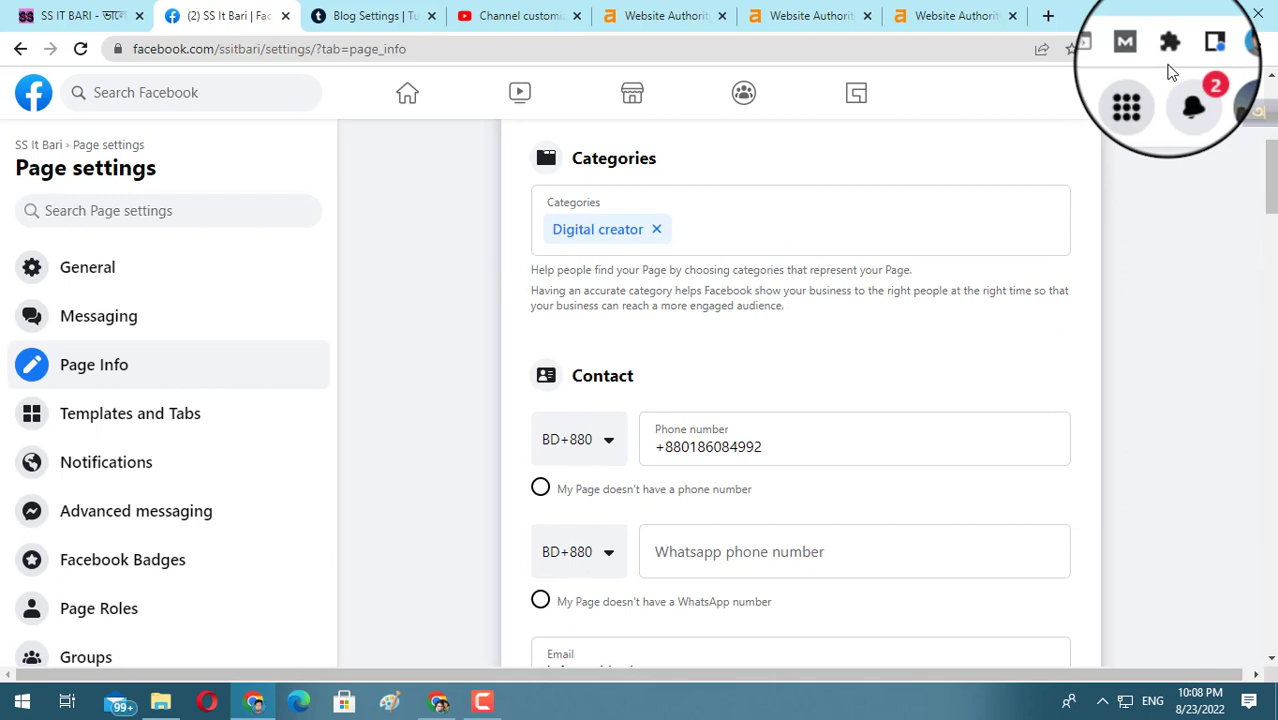 SS IT BARI -
(2) SS It Bari | Fac
Blog Settings | Tu
Channel customiz
Website Authorit
Website Authorit
Website Authorit
facebook.com/ssitbari/settings/?tab=page_info
M
Search Facebook
2
SS It Bari › Page settings
Page settings
Search Page settings
General
Messaging
Page Info
Templates and Tabs
Notifications
Advanced messaging
Facebook Badges
Page Roles
Groups
Categories
Categories
Digital creator
Help people find your Page by choosing categories that represent your Page.
Having an accurate category helps Facebook show your business to the right people at the right time so that
your business can reach a more engaged audience.
Contact
BD+880
Phone number
+880186084992
My Page doesn't have a phone number
BD+880
Whatsapp phone number
My Page doesn't have a WhatsApp number
Email
99+
ENG
10:08 PM
8/23/2022